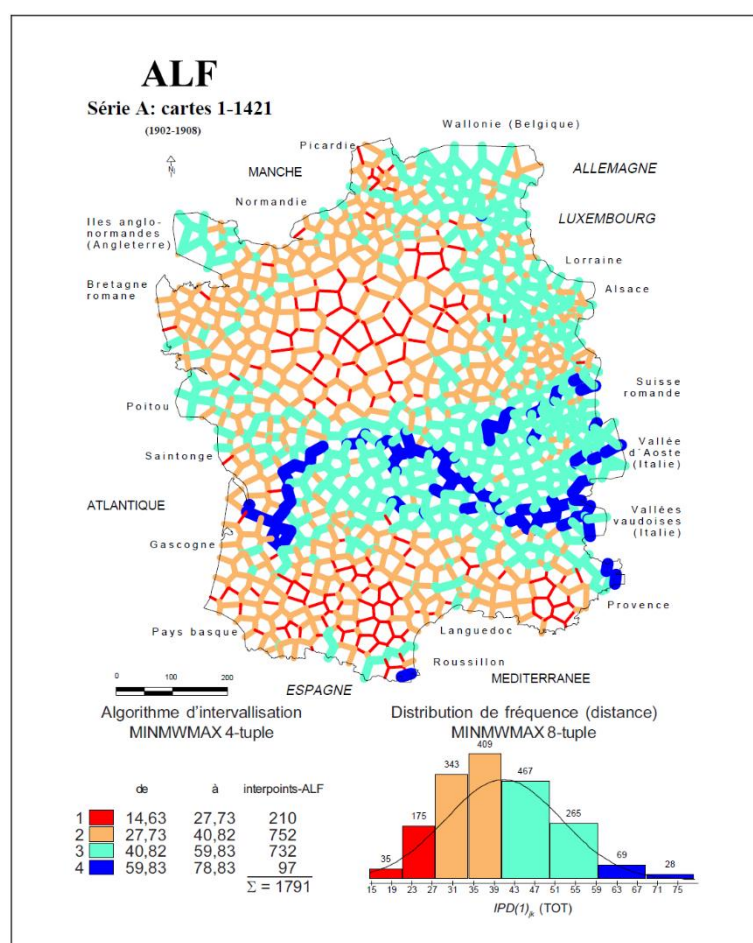 ALF
Série A: cartes 1-1421
(1902-1908)
N
Wallonie (Belgique)
Picardie
MANCHE
ALLEMAGNE
Normandie
LUXEMBOURG
Iles anglo-
normandes
(Angleterre)
Lorraine
Bretagne
romane
Alsace
Suisse
romande
Poitou
Vallée
d´Aoste
(Italie)
Saintonge
ATLANTIQUE
Vallées
vaudoises
(Italie)
Gascogne
Provence
Pays basque
Languedoc
Roussillon
MEDITERRANEE
ESPAGNE
0 100 200
Algorithme d'intervallisation
MINMWMAX 4-tuple
de à interpoints-ALF
1 14,63 27,73 210
2 27,73 40,82 752
3 40,82 59,83 732
4 59,83 78,83 97
Σ = 1791
Distribution de fréquence (distance)
MINMWMAX 8-tuple
35 175 343 409 467 265 69 28
15 19 23 27 31 35 39 43 47 51 55 59 63 67 71 75
IPD(1)jk (TOT)